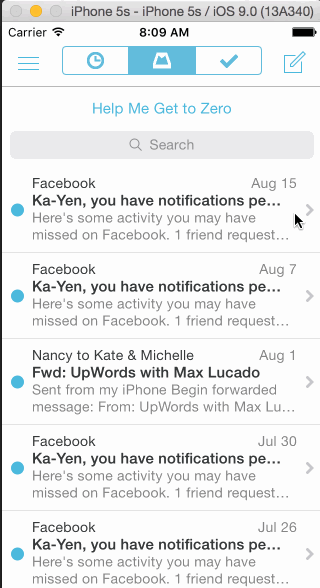 iPhone 5s - iPhone 5s / iOS 9.0 (13A340)
Carrier 8:09 AM
Help Me Get to Zero
Search
Facebook Aug 15
Ka-Yen, you have notifications pe...
Here's some activity you may have
missed on Facebook. 1 friend request...
Facebook Aug 7
Ka-Yen, you have notifications pe...
Here's some activity you may have
missed on Facebook. 1 friend request...
Nancy to Kate & Michelle Aug 1
Fwd: UpWords with Max Lucado
Sent from my iPhone Begin forwarded
message: From: UpWords with Max Lu...
Facebook Jul 30
Ka-Yen, you have notifications pe...
Here's some activity you may have
missed on Facebook. 1 friend request...
Facebook Jul 26
Ka-Yen, you have notifications pe...
Here's some activity you may have
missed on Facebook. 1 friend request...